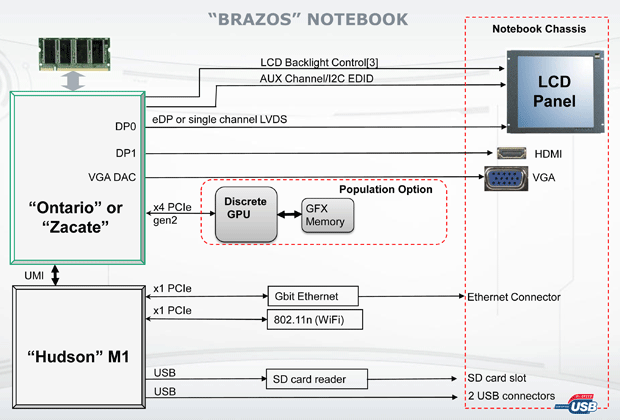 “BRAZOS” NOTEBOOK
Notebook Chassis
LCD Backlight Control[3]
AUX Channel/I2C EDID
LCD
Panel
eDP or single channel LVDS
DP0
DP1
HDMI
VGA DAC
VGA
Population Option
“Ontario” or
“Zacate”
x4 PCIe
gen2
Discrete
GPU
GFX
Memory
UMI
x1 PCIe
Gbit Ethernet
Ethernet Connector
x1 PCIe
802.11n (WiFi)
“Hudson” M1
USB
SD card reader
SD card slot
USB
2 USB connectors
USB